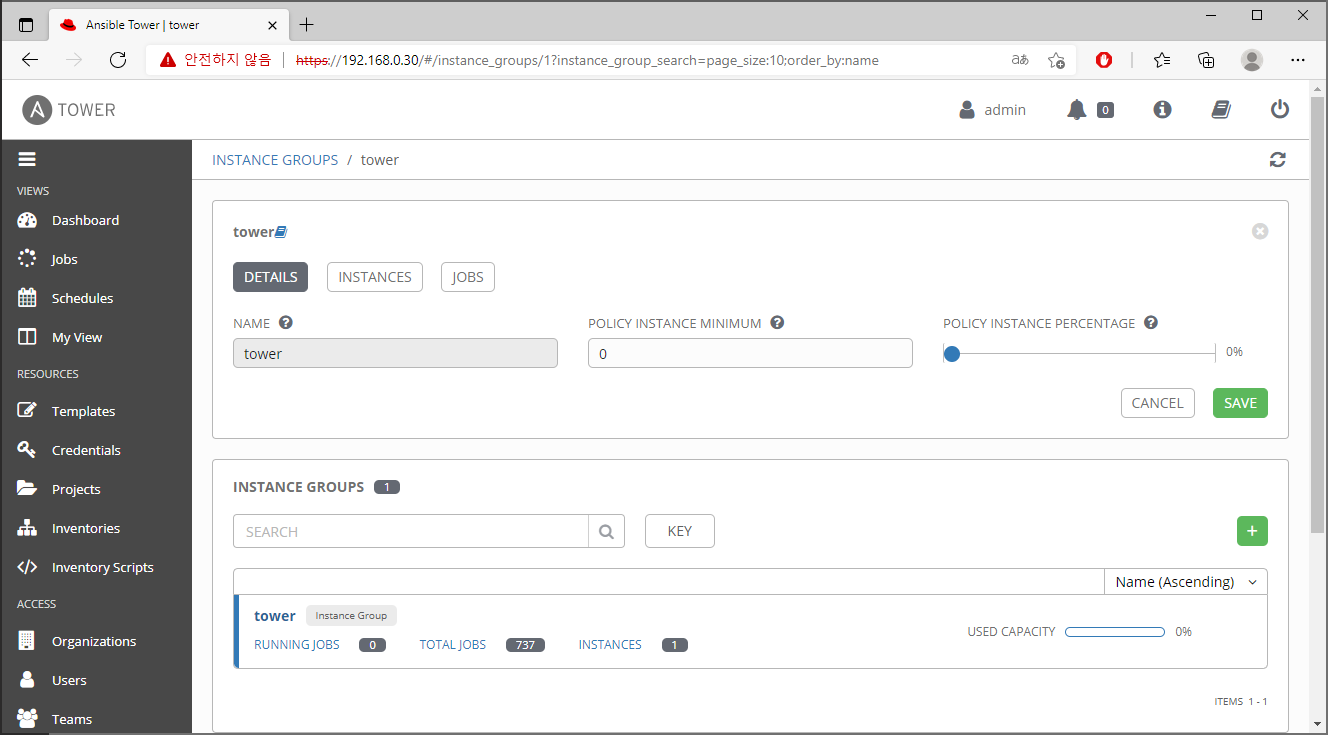 Ansible Tower | tower
안전하지 않음 https://192.168.0.30/#/instance_groups/1?instance_group_search=page_size:10;order_by:name
A TOWER admin 0
VIEWS
Dashboard
Jobs
Schedules
My View
RESOURCES
Templates
Credentials
Projects
Inventories
Inventory Scripts
ACCESS
Organizations
Users
Teams
INSTANCE GROUPS / tower
tower
DETAILS INSTANCES JOBS
NAME POLICY INSTANCE MINIMUM POLICY INSTANCE PERCENTAGE
tower 0 0%
CANCEL SAVE
INSTANCE GROUPS 1
SEARCH KEY +
Name (Ascending)
tower Instance Group
RUNNING JOBS 0 TOTAL JOBS 737 INSTANCES 1 USED CAPACITY 0%
ITEMS 1 - 1